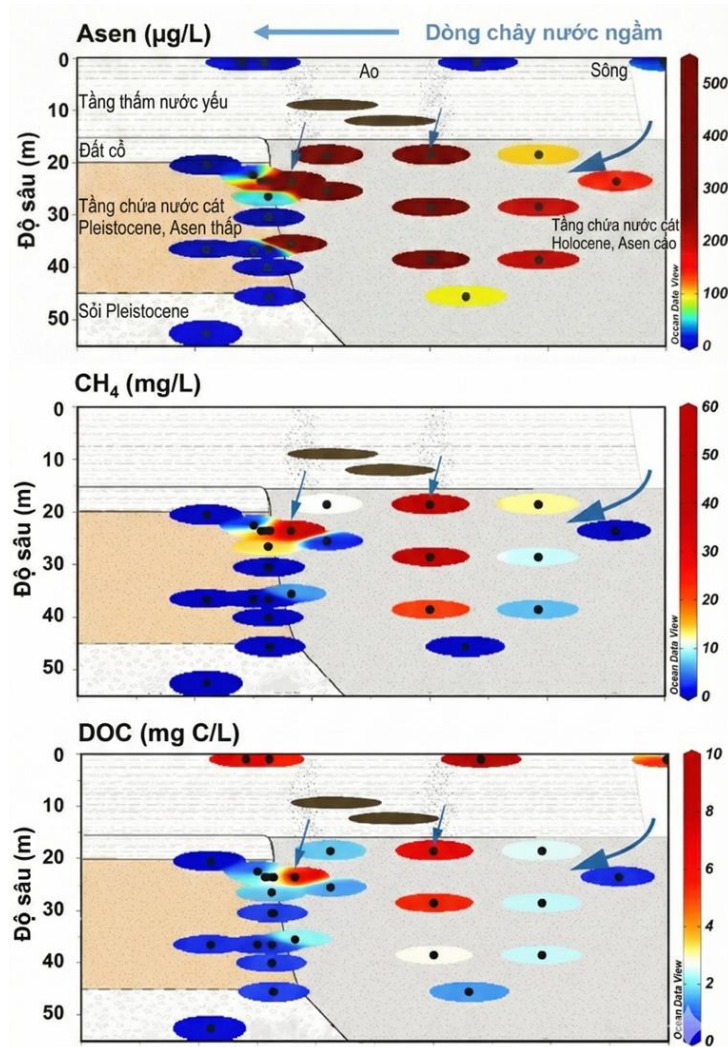 Asen (µg/L)
Dòng chảy nước ngầm
Ao
Sông
Tầng thấm nước yếu
Đất cổ
Tầng chứa nước cát
Pleistocene, Asen thấp
Tầng chứa nước cát
Holocene, Asen cảo
Sỏi Pleistocene
Độ sâu (m)
0
10
20
30
40
50
500
400
300
200
100
0
Occan Data View
CH₄ (mg/L)
Độ sâu (m)
0
10
20
30
40
50
60
50
40
30
20
10
0
Ocean Data View
DOC (mg C/L)
Độ sâu (m)
0
10
20
30
40
50
10
8
6
4
2
0
Ocean Data View